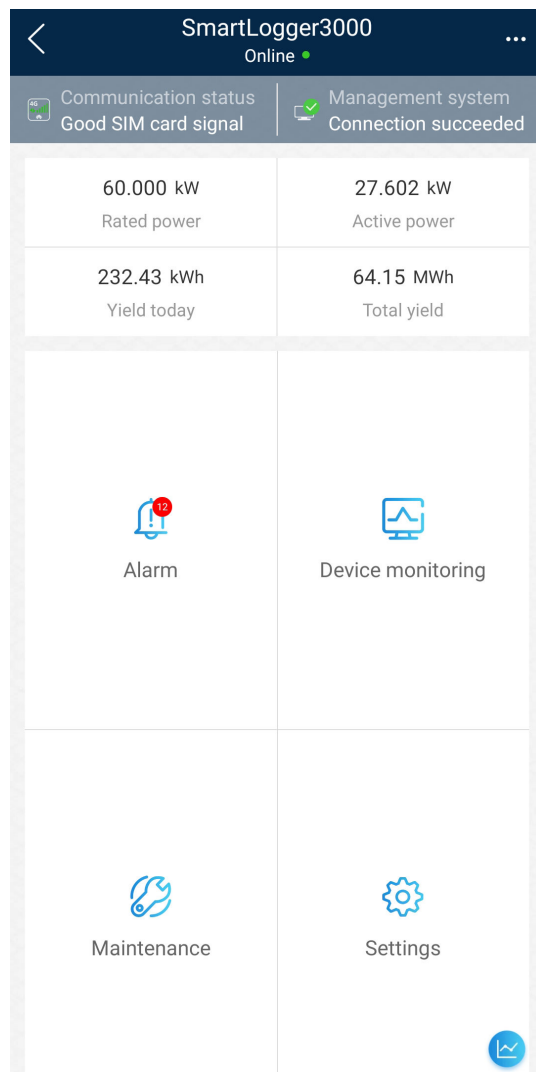 SmartLogger3000
Online
4G
Communication status
Good SIM card signal
Management system
Connection succeeded
60.000 kW
Rated power
27.602 kW
Active power
232.43 kWh
Yield today
64.15 MWh
Total yield
12
Alarm
Device monitoring
Maintenance
Settings